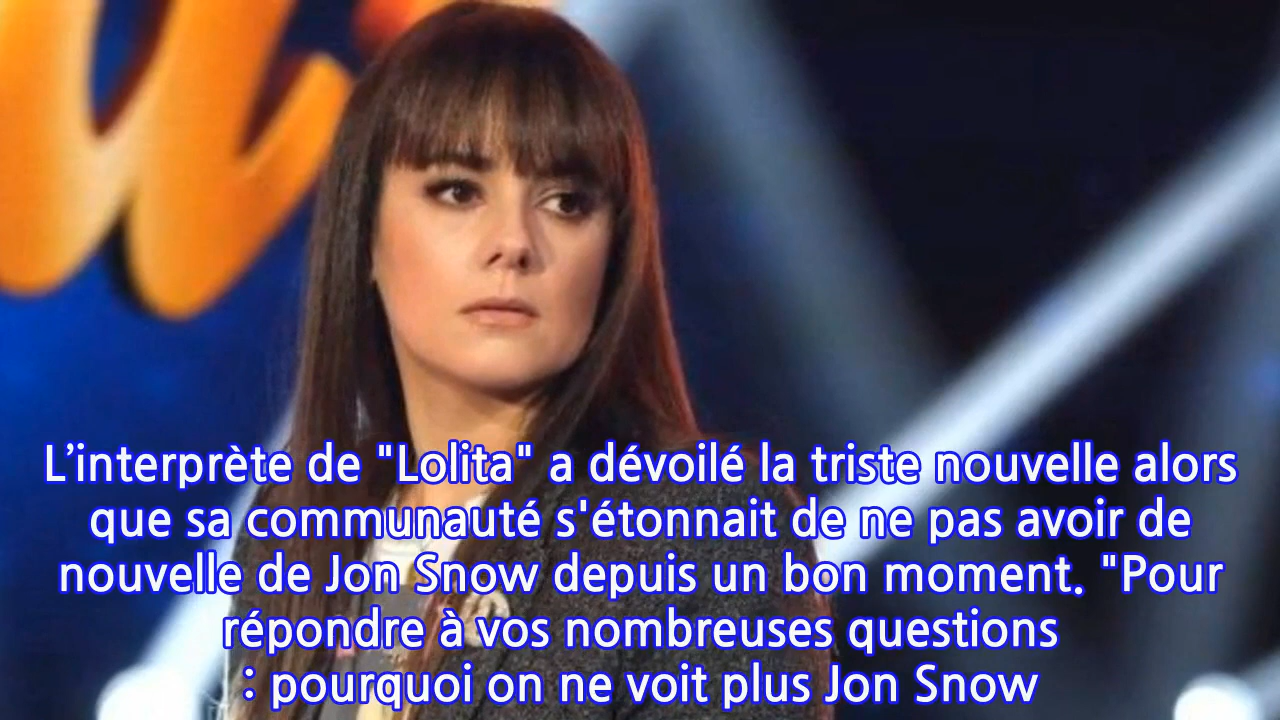 L’interprète de "Lolita" a dévoilé la triste nouvelle alors
que sa communauté s'étonnait de ne pas avoir de
nouvelle de Jon Snow depuis un bon moment. "Pour
répondre à vos nombreuses questions
: pourquoi on ne voit plus Jon Snow